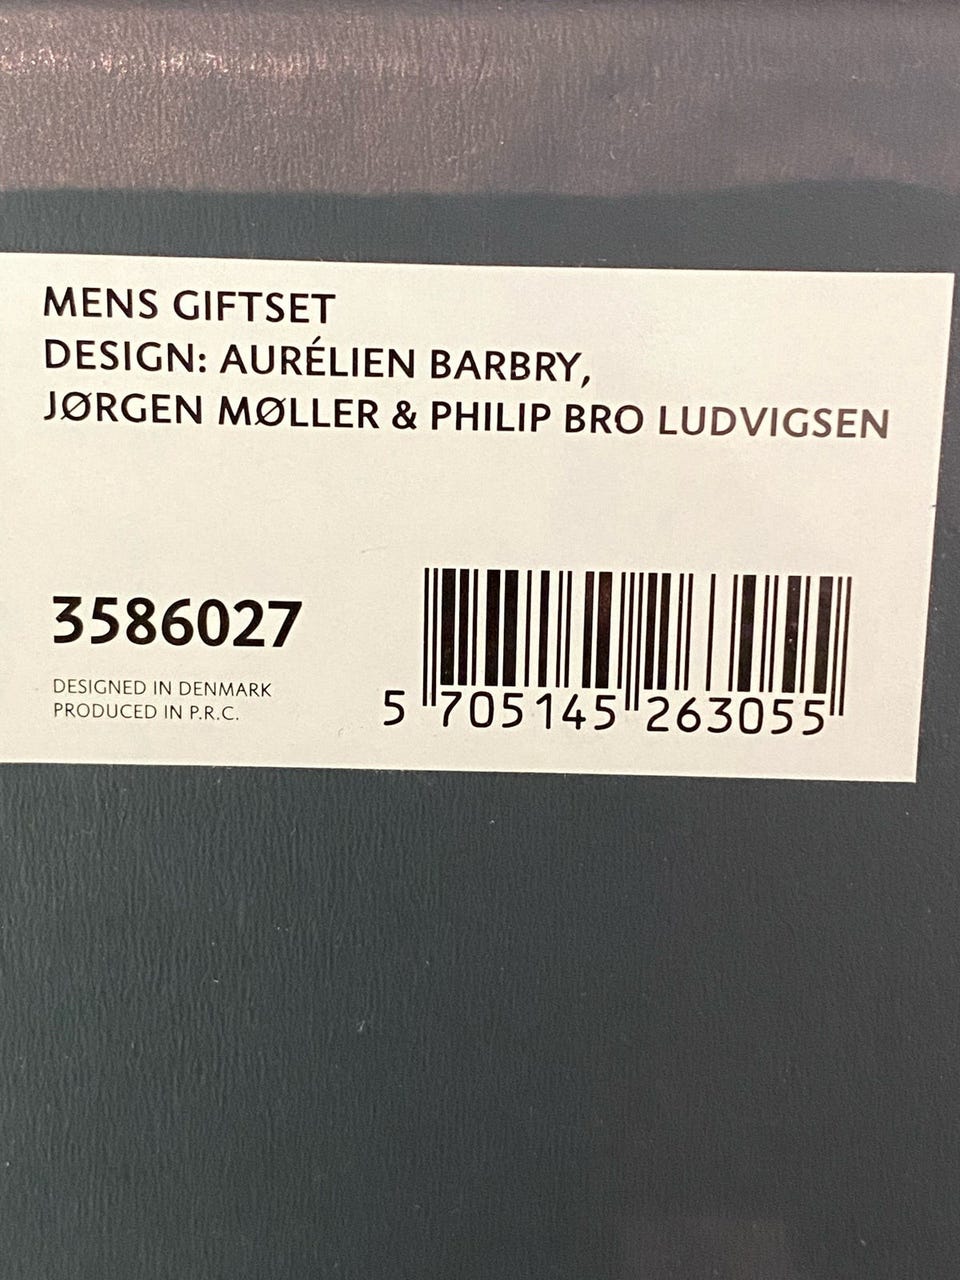 MENS GIFTSET
DESIGN: AURÉLIEN BARBRY,
JØRGEN MØLLER & PHILIP BRO LUDVIGSEN
3586027
DESIGNED IN DENMARK
PRODUCED IN P.R.C.
5 705145 263055